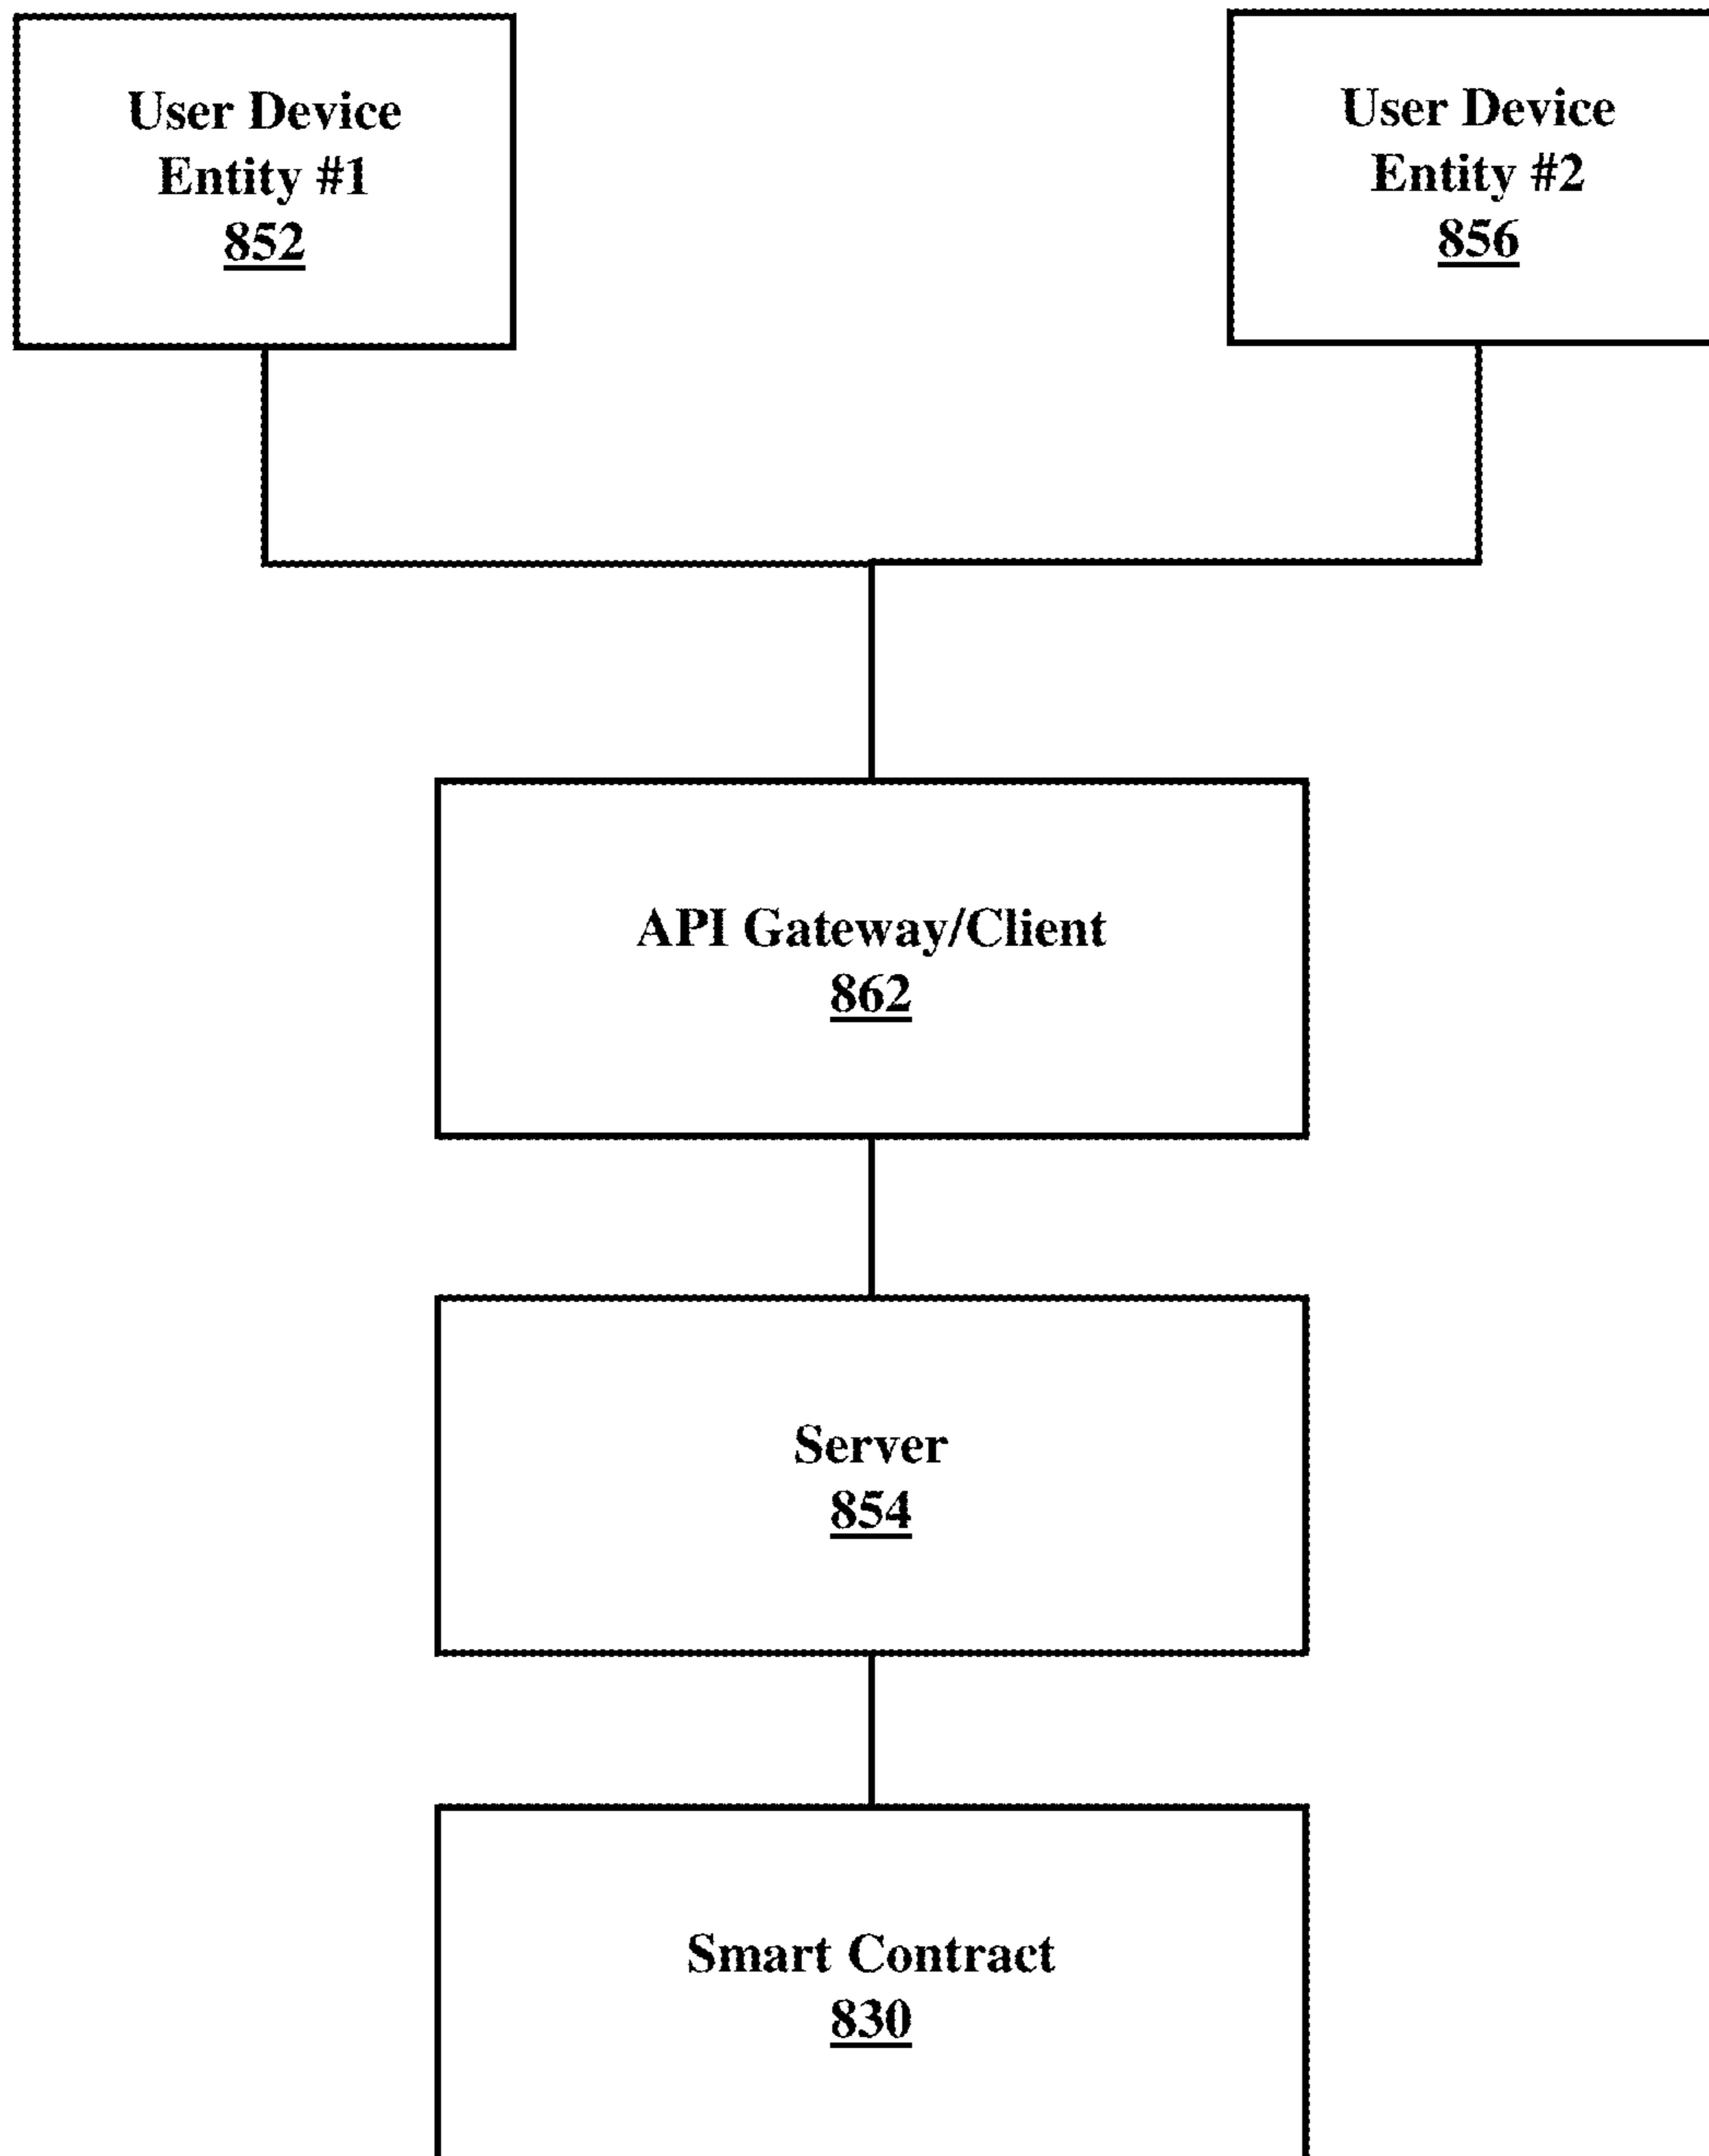 User Device
Entity #1
852
User Device
Entity #2
856
API Gateway/Client
862
Server
854
Smart Contract
830